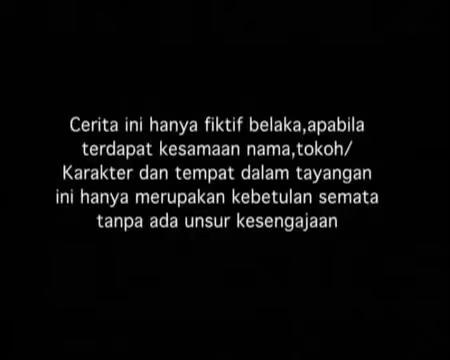 Cerita ini hanya fiktif belaka,apabila
terdapat kesamaan nama,tokoh/
Karakter dan tempat dalam tayangan
ini hanya merupakan kebetulan semata
tanpa ada unsur kesengajaan